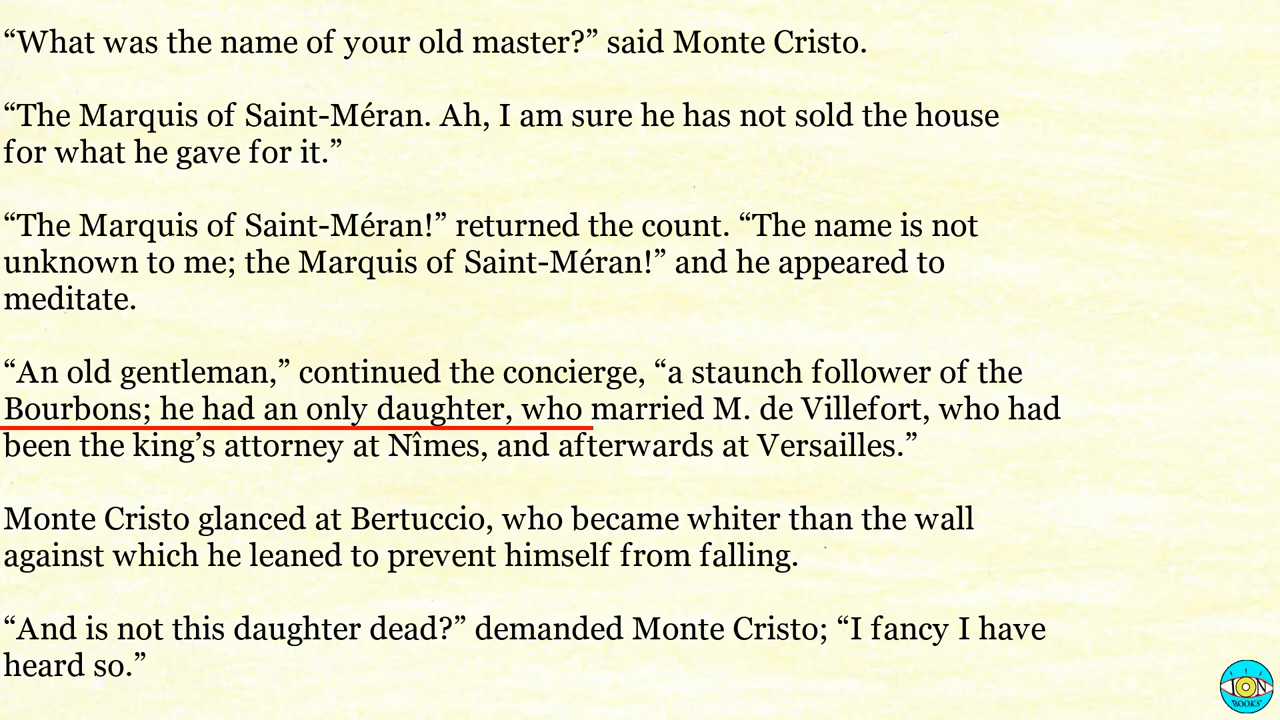 “What was the name of your old master?” said Monte Cristo.
“The Marquis of Saint-Méran. Ah, I am sure he has not sold the house
for what he gave for it.”
“The Marquis of Saint-Méran!” returned the count. “The name is not
unknown to me; the Marquis of Saint-Méran!” and he appeared to
meditate.
“An old gentleman,” continued the concierge, “a staunch follower of the
Bourbons; he had an only daughter, who married M. de Villefort, who had
been the king’s attorney at Nîmes, and afterwards at Versailles.”
Monte Cristo glanced at Bertuccio, who became whiter than the wall
against which he leaned to prevent himself from falling.
“And is not this daughter dead?” demanded Monte Cristo; “I fancy I have
heard so.”
ION
BOOKS